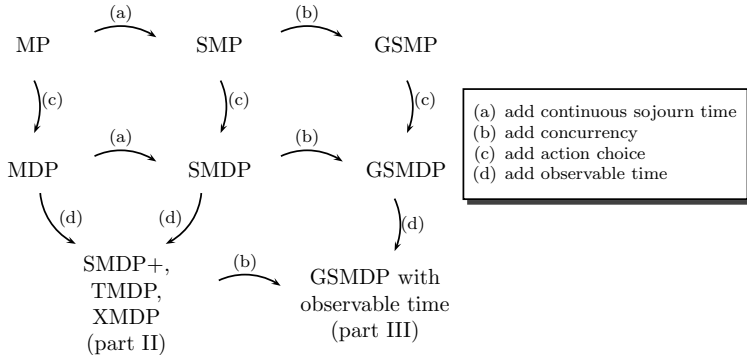 (a) (b)
MP SMP GSMP
(c) (c) (c)
(a) add continuous sojourn time
(b) add concurrency
(c) add action choice
(d) add observable time
(a) (b)
MDP SMDP GSMDP
(d) (d) (d)
SMDP+,
TMDP,
XMDP
(part II)
(b)
GSMDP with
observable time
(part III)